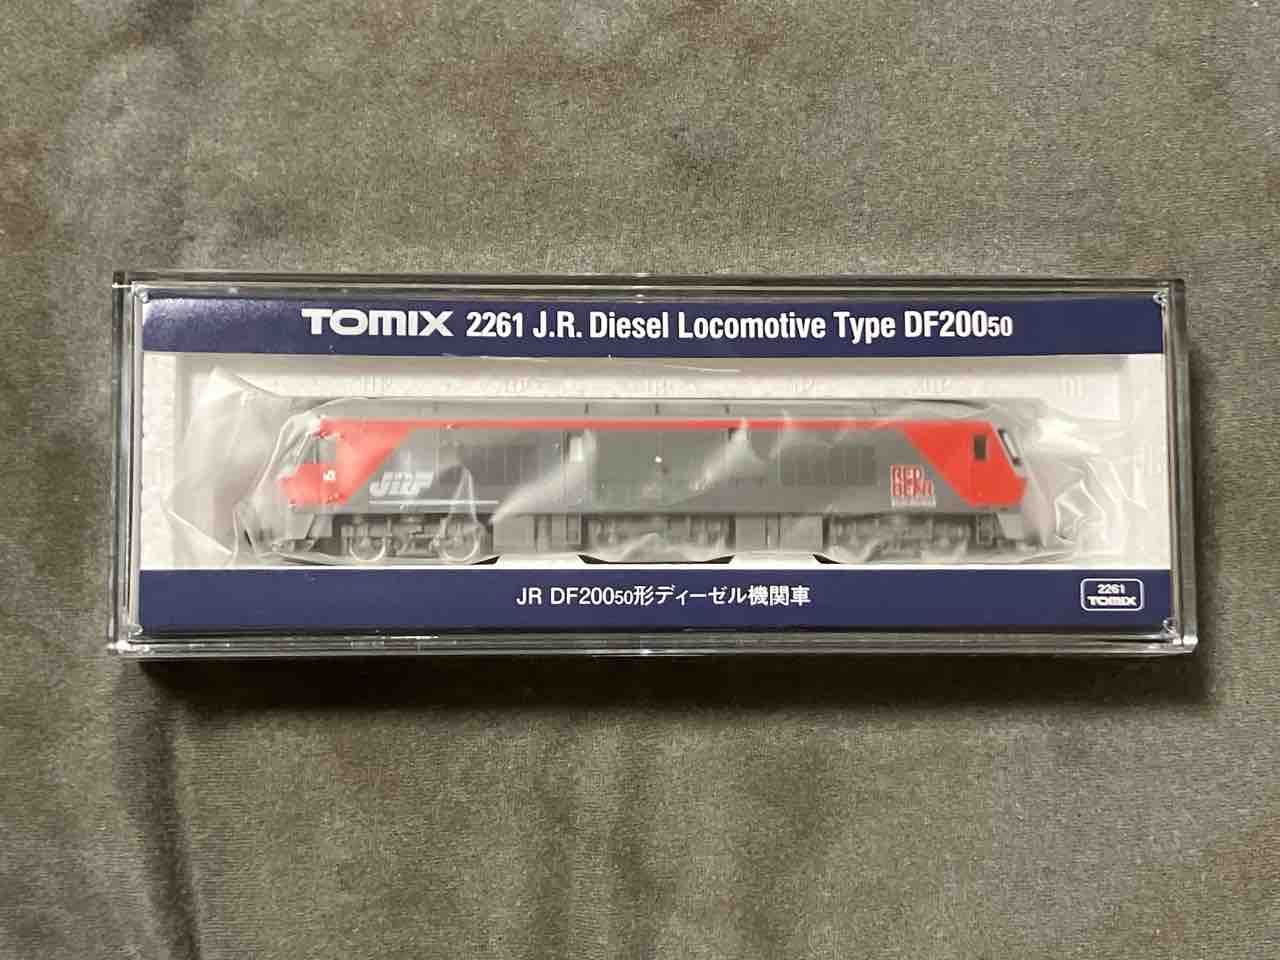 TOMIX 2261 J.R. Diesel Locomotive Type DF20050
JRF
RED
BEAR
JR DF20050形ディーゼル機関車
2261
TOMIX